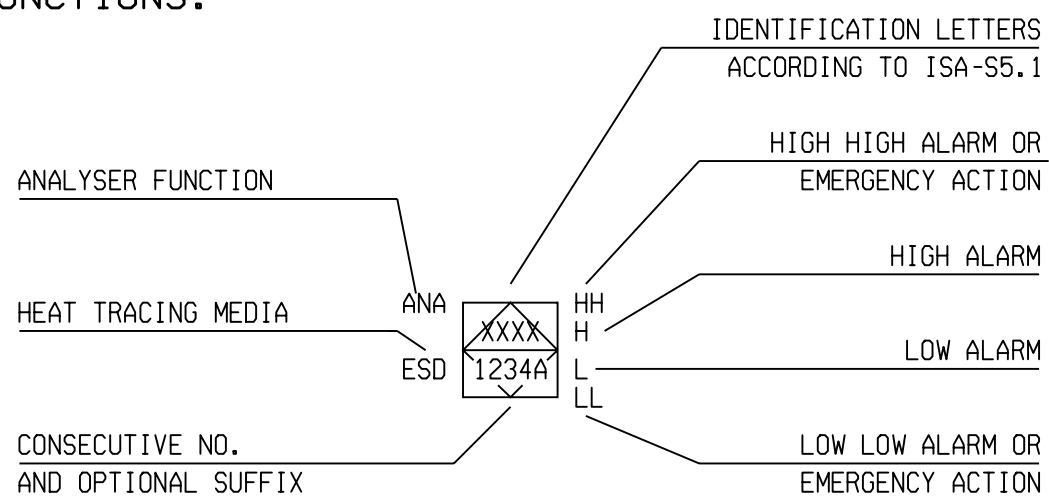 IDENTIFICATION LETTERS
ACCORDING TO ISA-S5.1
HIGH HIGH ALARM OR
EMERGENCY ACTION
ANALYSER FUNCTION
HIGH ALARM
ANA
HH
HEAT TRACING MEDIA
XXXX
H
LOW ALARM
ESD
1234A
L
LL
CONSECUTIVE NO.
AND OPTIONAL SUFFIX
LOW LOW ALARM OR
EMERGENCY ACTION